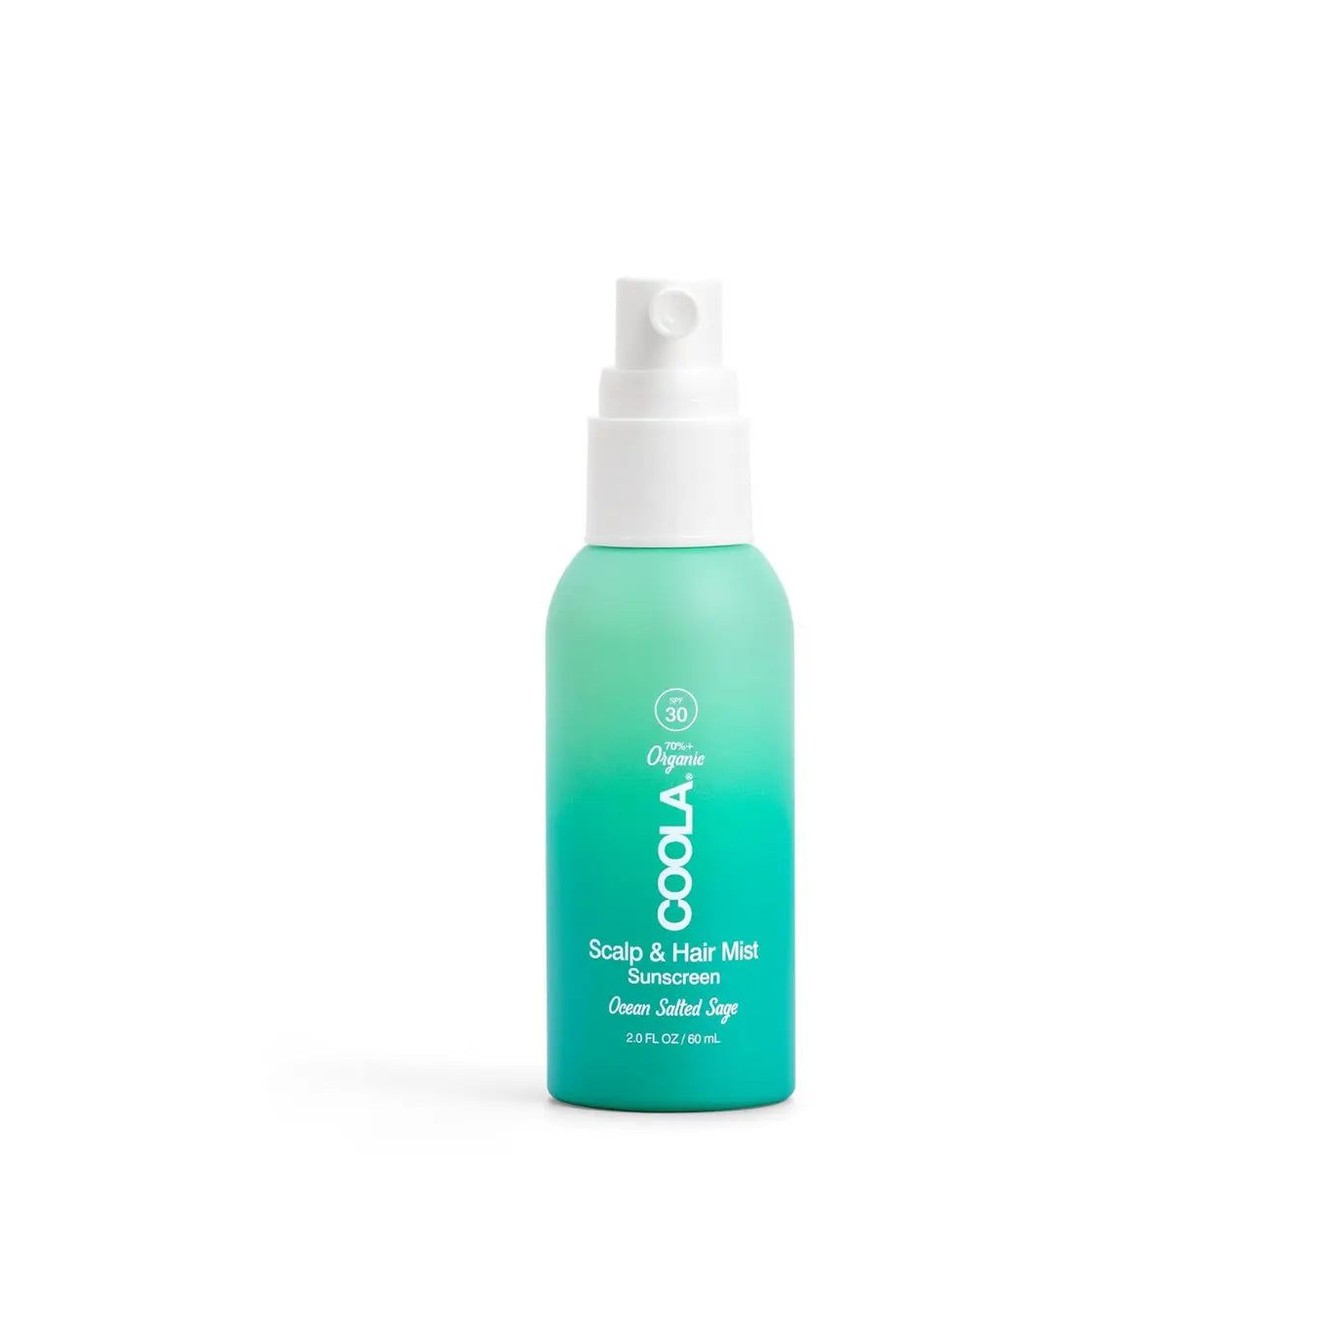 SPF
30
70%+
Organic
COOLA®
Scalp & Hair Mist
Sunscreen
Ocean Salted Sage
2.0 FL OZ / 60 mL